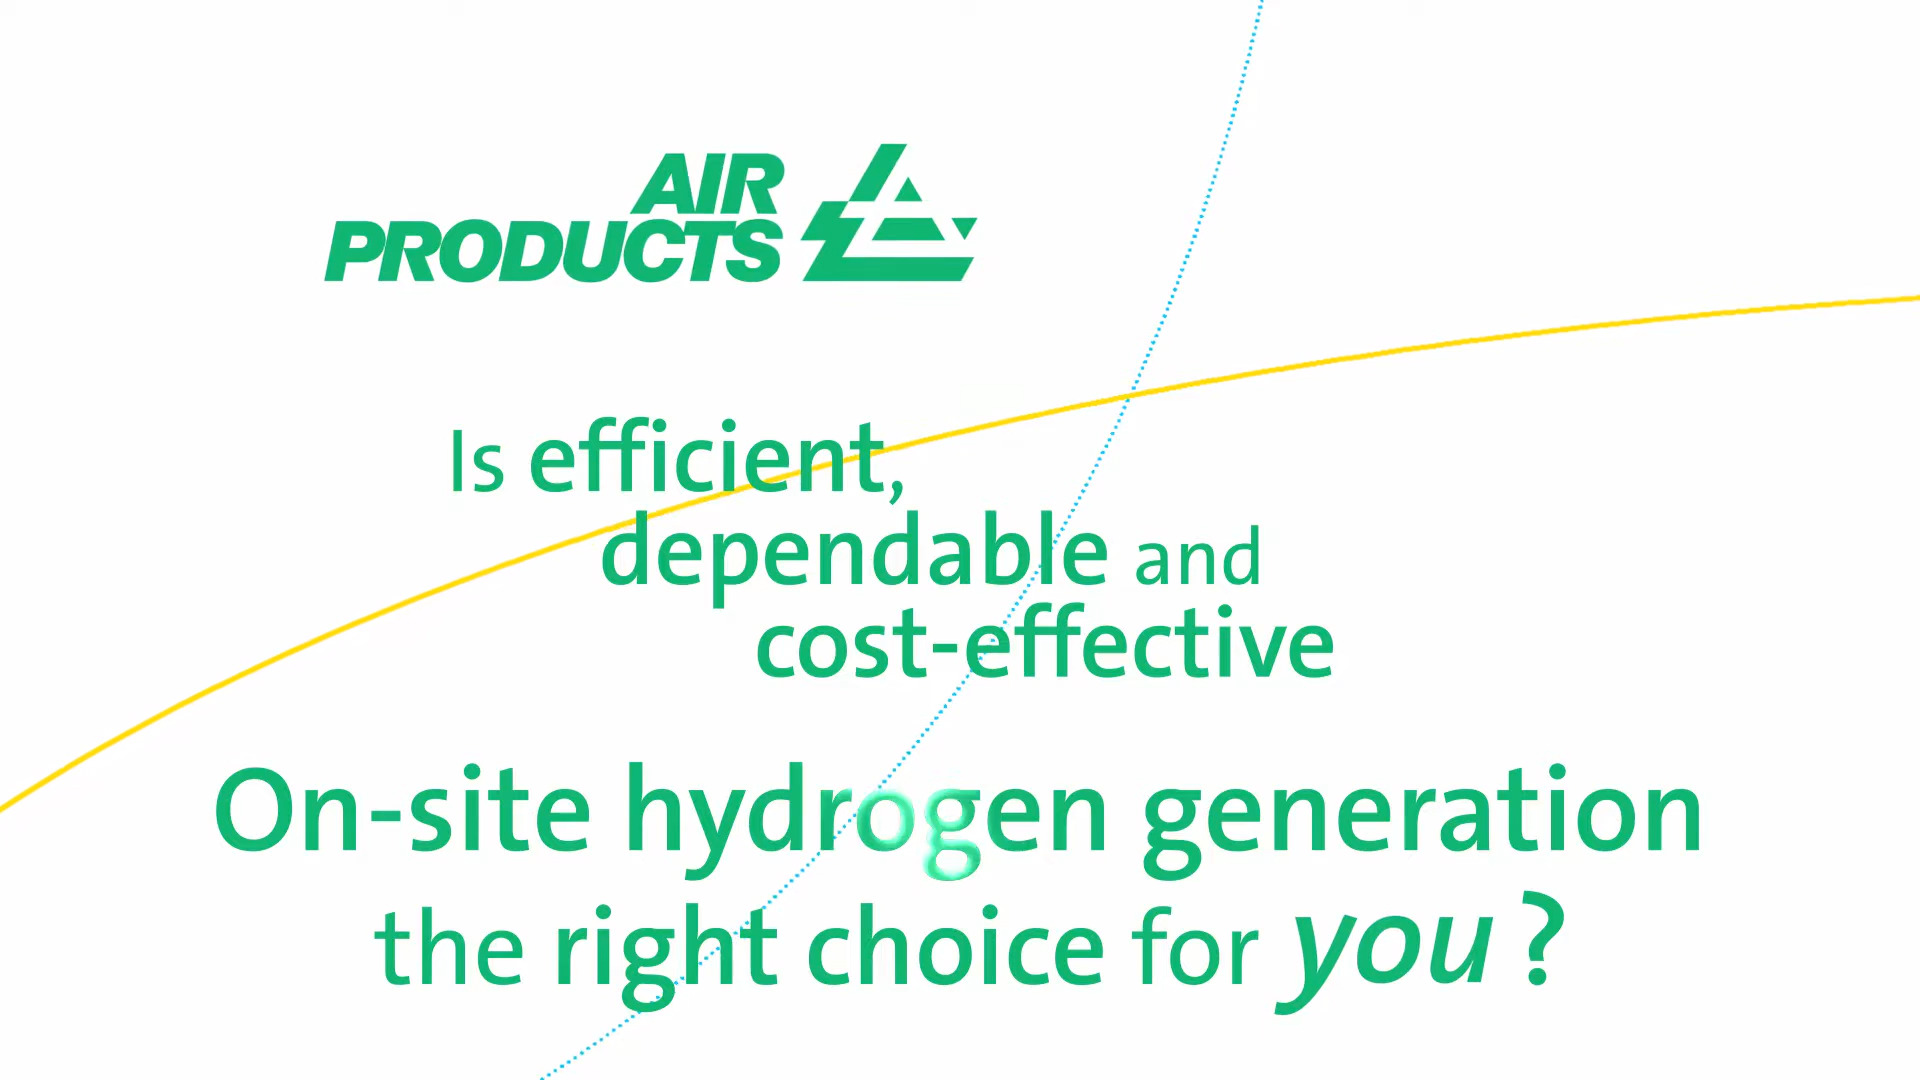 AIR
PRODUCTS
Is efficient,
dependable and
cost-effective
On-site hydrogen generation
the right choice for you ?